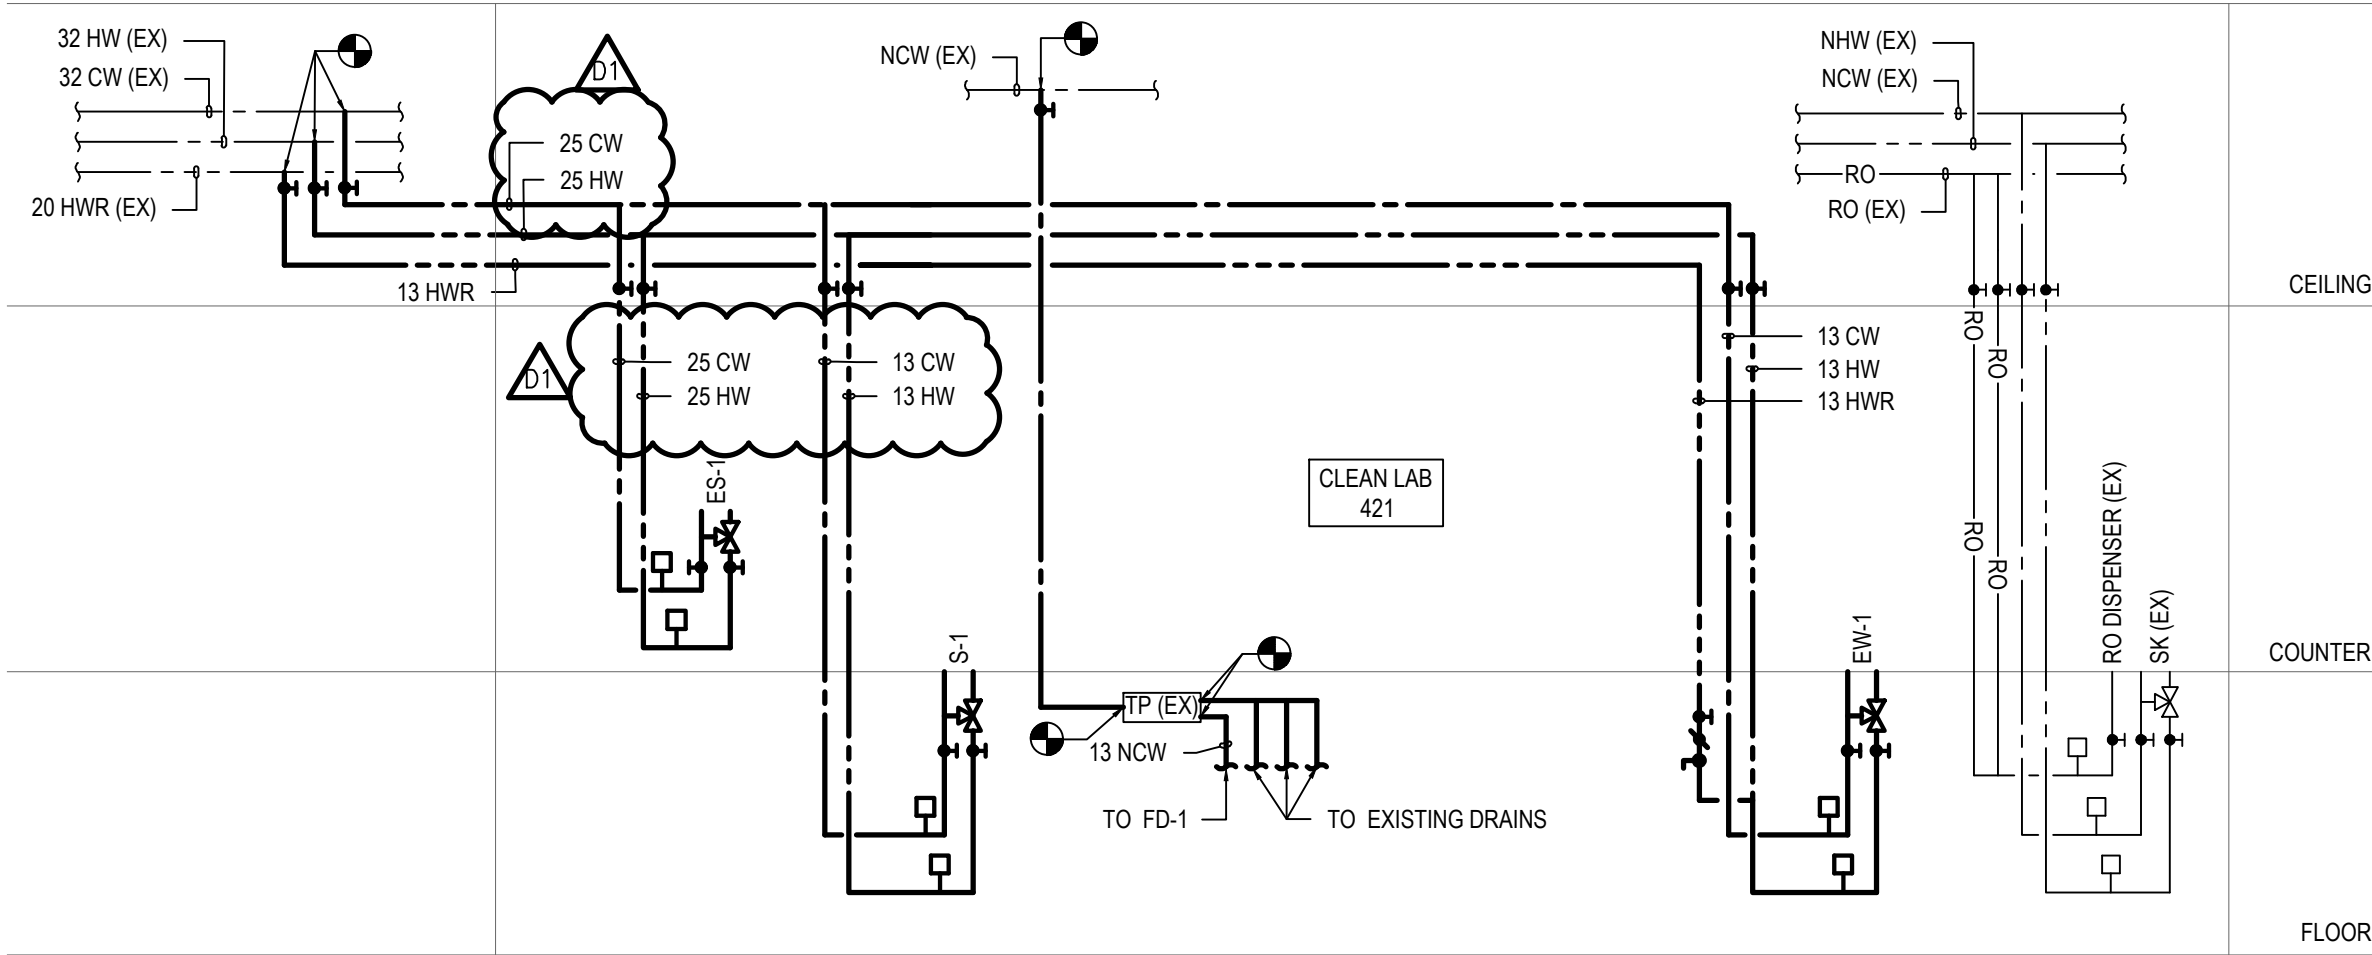 32 HW (EX)
32 CW (EX)
20 HWR (EX)
D1
25 CW
25 HW
13 HWR
NCW (EX)
NHW (EX)
NCW (EX)
RO
RO (EX)
CEILING
D1
25 CW
13 CW
25 HW
13 HW
13 CW
13 HW
13 HWR
RO
RO
RO
RO
ES-1
CLEAN LAB
421
S-1
TP (EX)
13 NCW
TO FD-1
TO EXISTING DRAINS
EW-1
RO DISPENSER (EX)
SK (EX)
COUNTER
FLOOR